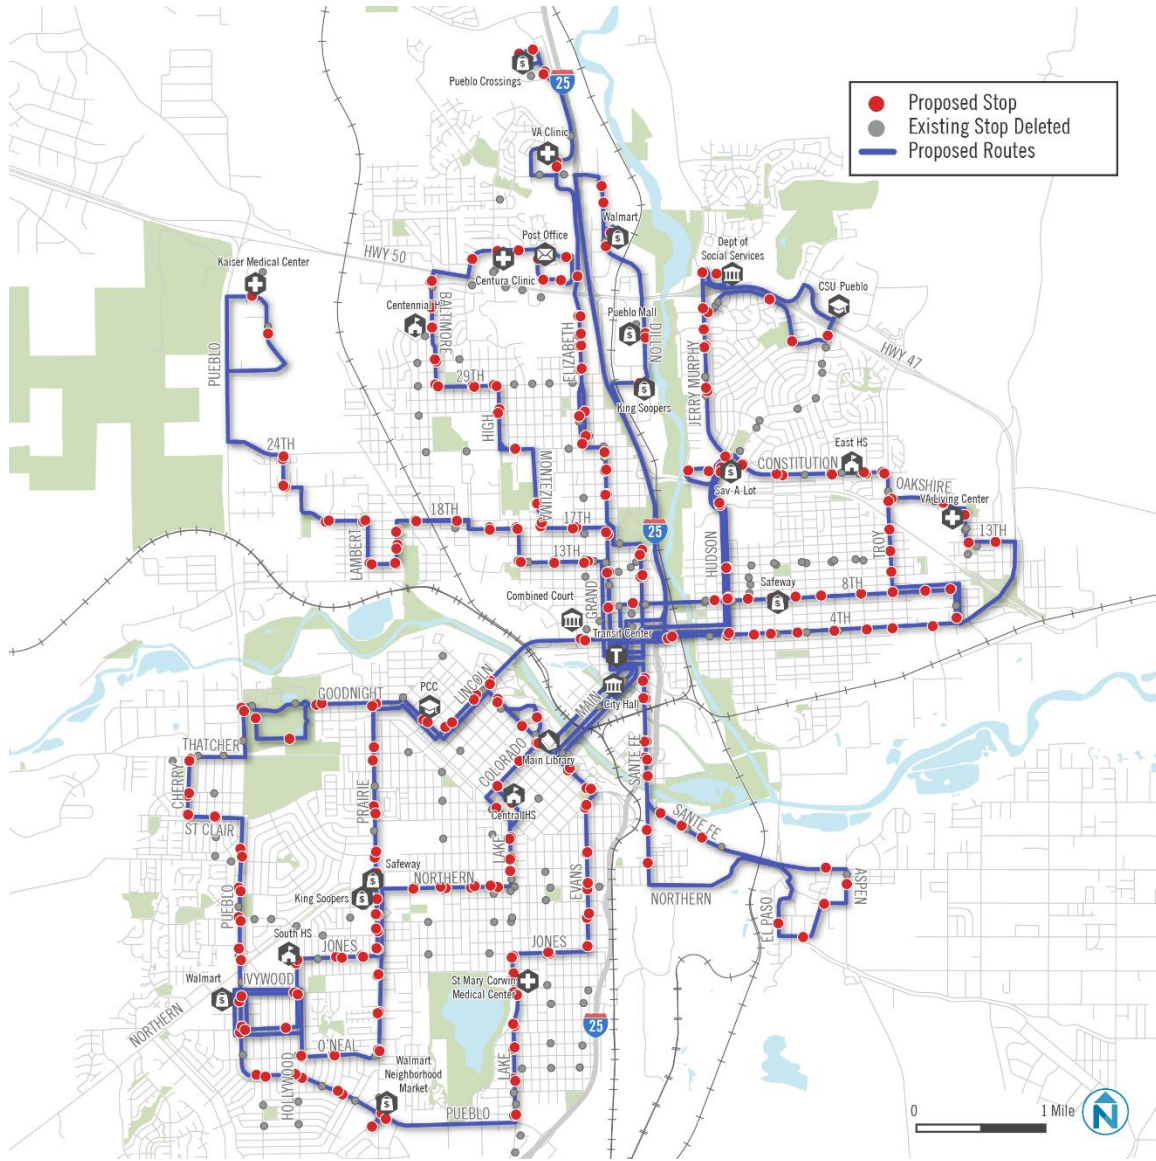 Pueblo Crossings
25
Proposed Stop
Existing Stop Deleted
Proposed Routes
VA Clinic
Walmart
Post Office
HWY 50
Kaiser Medical Center
Centura Clinic
Dept of
Social Services
CSU Pueblo
Centennial H
BALTIMORE
Pueblo Mall
DILLION
ELIZABETH
PUEBLO
HWY 47
JERRY MURPHY
29TH
King Soopers
HIGH
24TH
MONTEZUMA
East HS
CONSTITUTION
Sav-A-Lot
OAKSHIRE
VA Living Center
18TH
17TH
25
13TH
LAMBERT
13TH
HUDSON
TROY
Safeway
8TH
Combined Court
GRAND
4TH
Transit Center
T
PCC
LINCOLN
GOODNIGHT
MAIN
City Hall
THATCHER
COLORADO
Main Library
SANTE FE
CHERRY
PRAIRIE
ST CLAIR
Central HS
SANTE FE
LAKE
Safeway
NORTHERN
EVANS
King Soopers
NORTHERN
ASPEN
PUEBLO
EL PASO
South HS
JONES
JONES
Walmart
IVYWOOD
St Mary-Corwin
Medical Center
NORTHERN
25
O'NEAL
Walmart
Neighborhood
Market
HOLLYWOOD
LAKE
PUEBLO
0
1 Mile
N